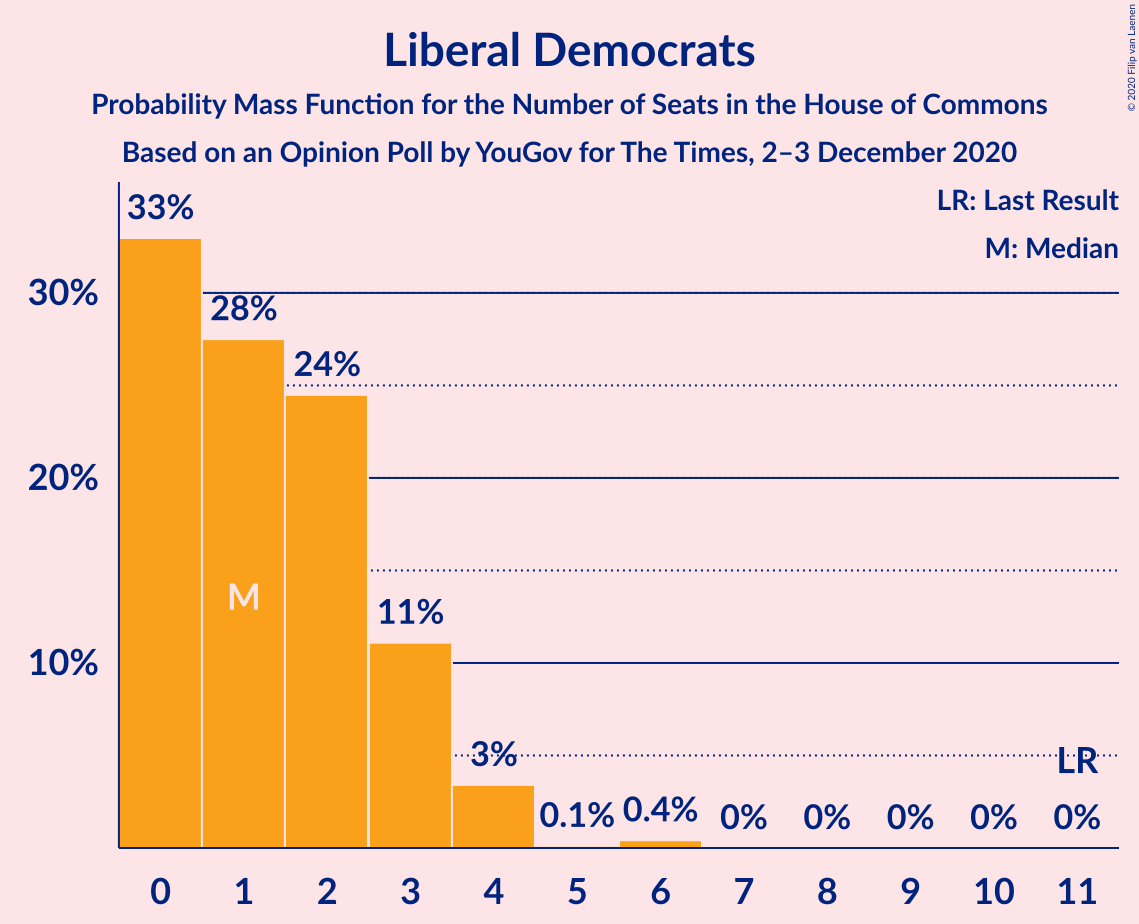 Liberal Democrats
Probability Mass Function for the Number of Seats in the House of Commons
Based on an Opinion Poll by YouGov for The Times, 2–3 December 2020
© 2020 Filip van Laenen
LR: Last Result
M: Median
33%
30%
28%
24%
20%
M
11%
10%
3%
LR
0.1%
0.4%
0%
0%
0%
0%
0%
0 1 2 3 4 5 6 7 8 9 10 11